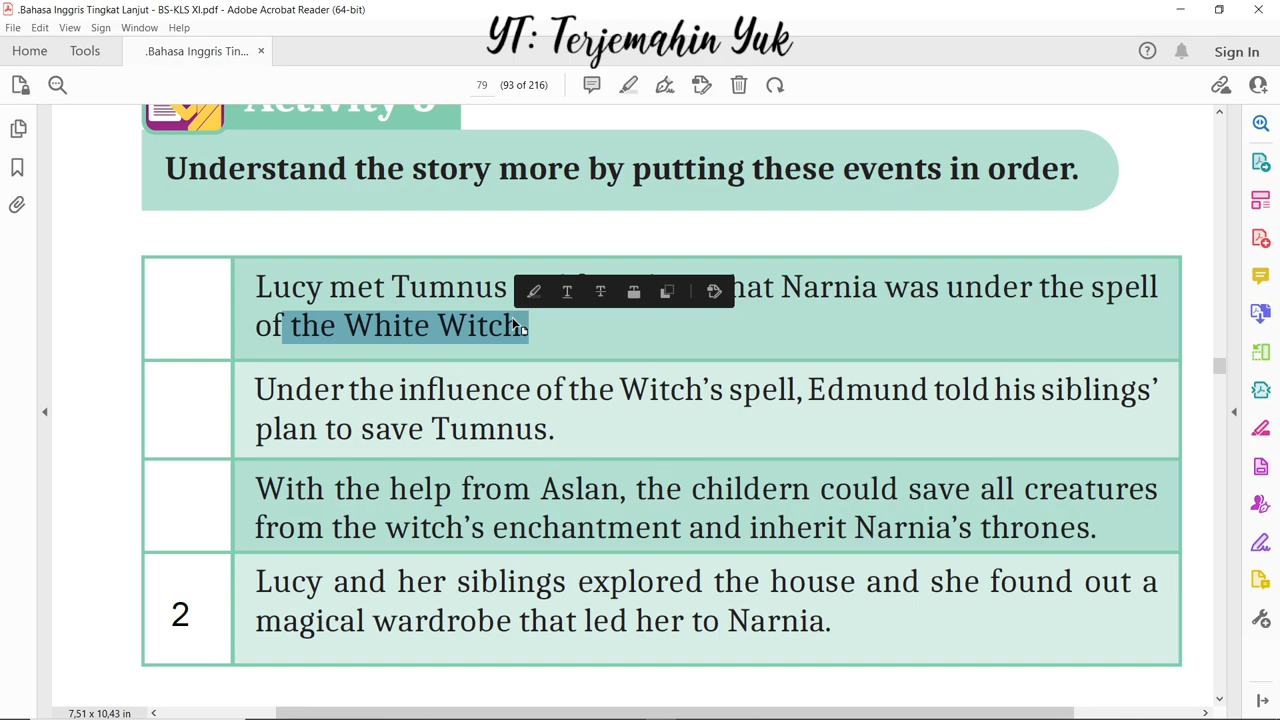 .Bahasa Inggris Tingkat Lanjut - BS-KLS XI.pdf - Adobe Acrobat Reader (64-bit)
YT: Terjemahin Yuk
File Edit View Sign Window Help
Home Tools .Bahasa Inggris Tin... × Sign In
79 (93 of 216)
Understand the story more by putting these events in order.
Lucy met Tumnus that Narnia was under the spell
of the White Witch.
Under the influence of the Witch's spell, Edmund told his siblings'
plan to save Tumnus.
With the help from Aslan, the childern could save all creatures
from the witch's enchantment and inherit Narnia's thrones.
2 Lucy and her siblings explored the house and she found out a
magical wardrobe that led her to Narnia.
7,51 x 10,43 in